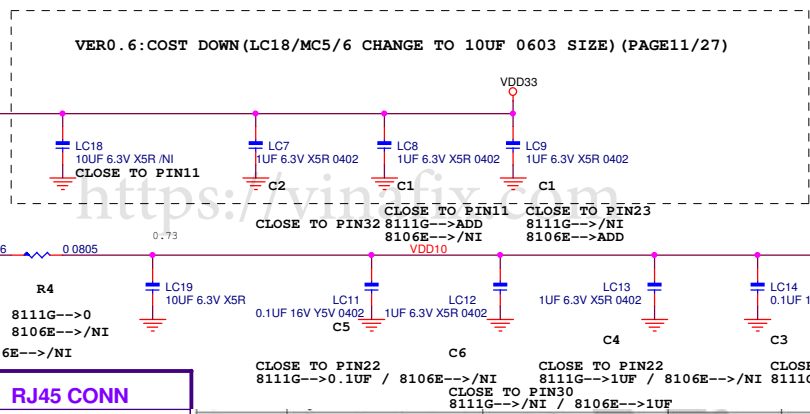 VER0.6:COST DOWN(LC18/MC5/6 CHANGE TO 10UF 0603 SIZE)(PAGE11/27)
VDD33
LC18
10UF 6.3V X5R /NI
CLOSE TO PIN11
LC7
1UF 6.3V X5R 0402
C2
CLOSE TO PIN32
LC8
1UF 6.3V X5R 0402
C1
CLOSE TO PIN11
8111G-->ADD
8106E-->/NI
LC9
1UF 6.3V X5R 0402
C1
CLOSE TO PIN23
8111G-->/NI
8106E-->ADD
https://vinafix.com
0.73
VDD10
6
0 0805
R4
8111G-->0
8106E-->/NI
6E-->/NI
LC19
10UF 6.3V X5R
LC11
0.1UF 16V Y5V 0402
C5
CLOSE TO PIN22
8111G-->0.1UF / 8106E-->/NI
LC12
1UF 6.3V X5R 0402
C6
CLOSE TO PIN30
8111G-->/NI / 8106E-->1UF
LC13
1UF 6.3V X5R 0402
C4
CLOSE TO PIN22
8111G-->1UF / 8106E-->/NI
LC14
0.1UF 1
C3
CLOSE
8111G
RJ45 CONN